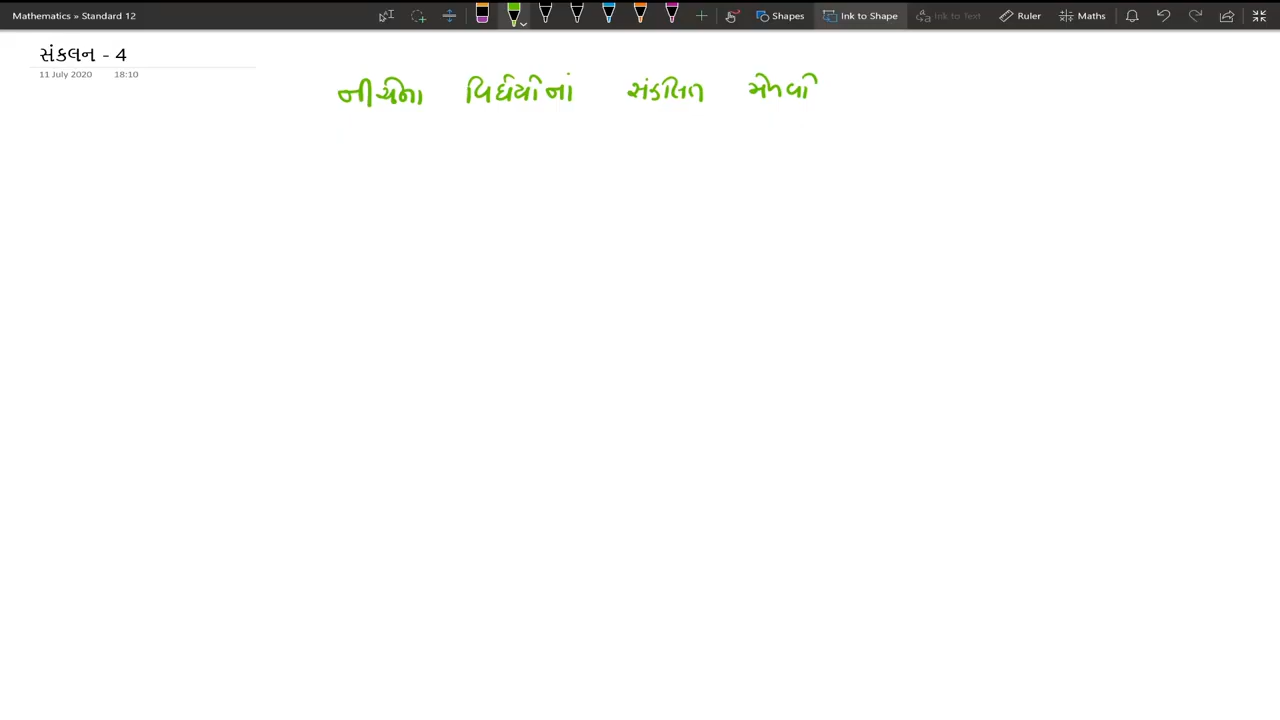 Mathematics » Standard 12
Shapes
Ink to Shape
Ink to Text
Ruler
Maths
સંકલન - 4
11 July 2020 18:10
નીચેના વિધેયોનાં સંકલિત મેળવો